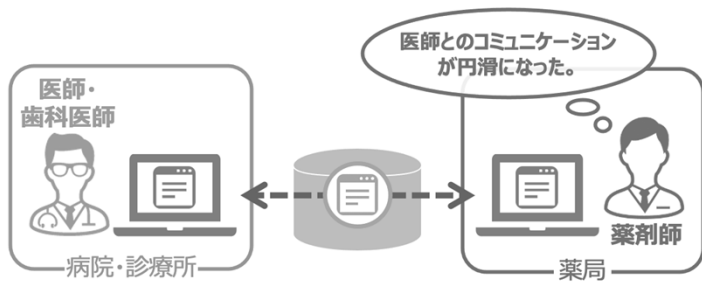 医師とのコミュニケーション
が円滑になった。
医師・
歯科医師
薬剤師
病院・診療所
薬局